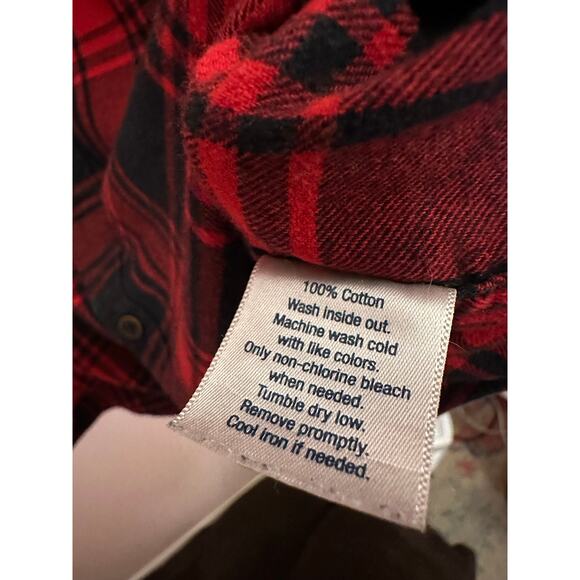 100% Cotton
Wash inside out.
Machine wash cold
with like colors.
Only non-chlorine bleach
when needed.
Tumble dry low.
Remove promptly.
Cool iron if needed.